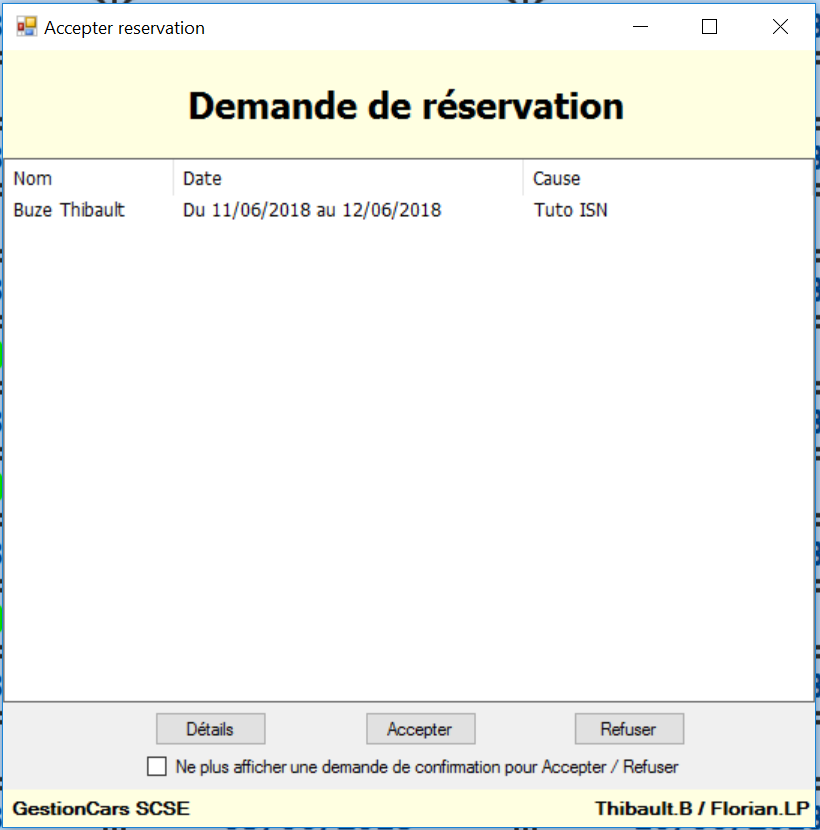 Accepter reservation
Demande de réservation
Nom Date Cause
Buze Thibault Du 11/06/2018 au 12/06/2018 Tuto ISN
Détails Accepter Refuser
Ne plus afficher une demande de confirmation pour Accepter / Refuser
GestionCars SCSE Thibault.B / Florian.LP